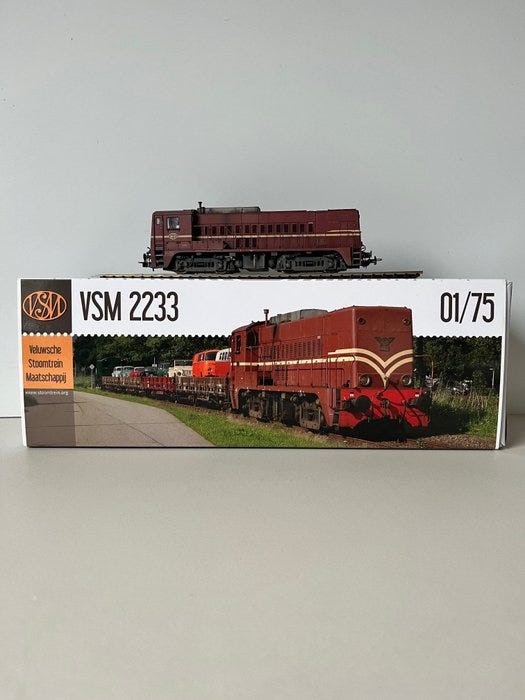 VSM
VSM 2233
01/75
Veluwsche
Stoomtrein
Maatschappij
www.stoomtrein.org